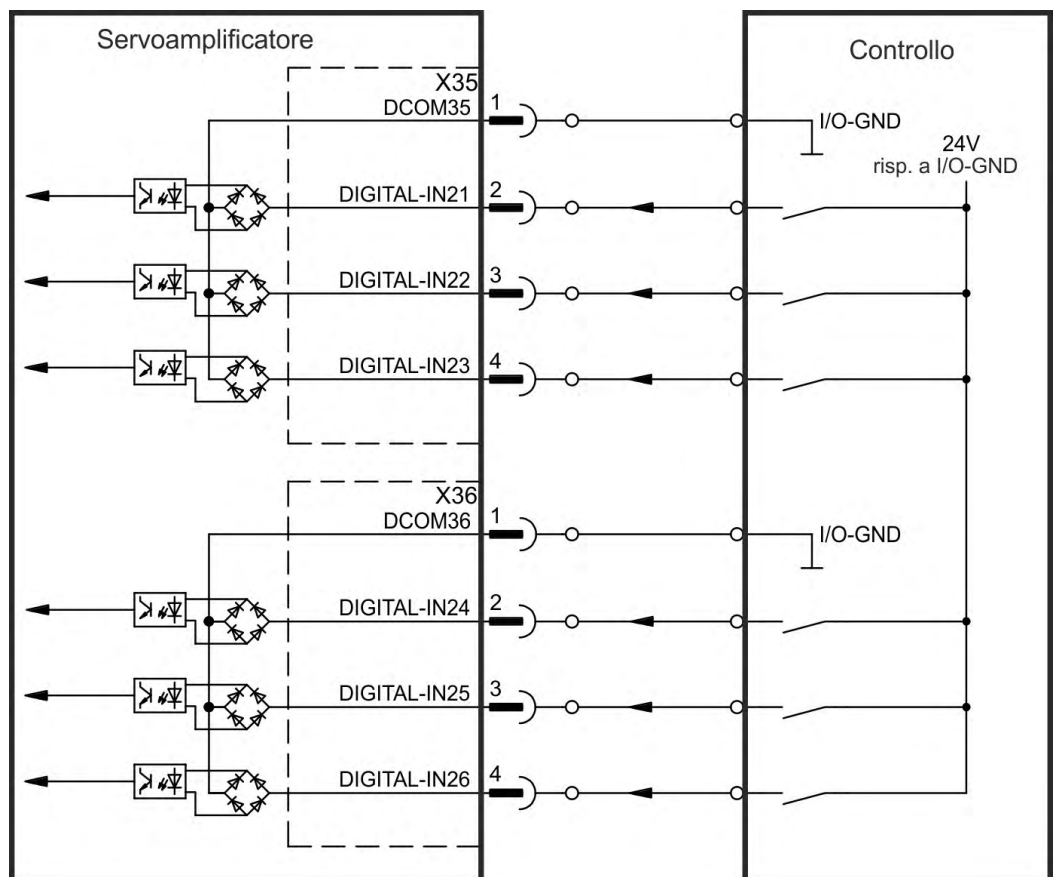 Servoamplificatore
Controllo
X35
DCOM35
1
I/O-GND
24V
risp. a I/O-GND
DIGITAL-IN21
2
DIGITAL-IN22
3
DIGITAL-IN23
4
X36
DCOM36
1
I/O-GND
DIGITAL-IN24
2
DIGITAL-IN25
3
DIGITAL-IN26
4